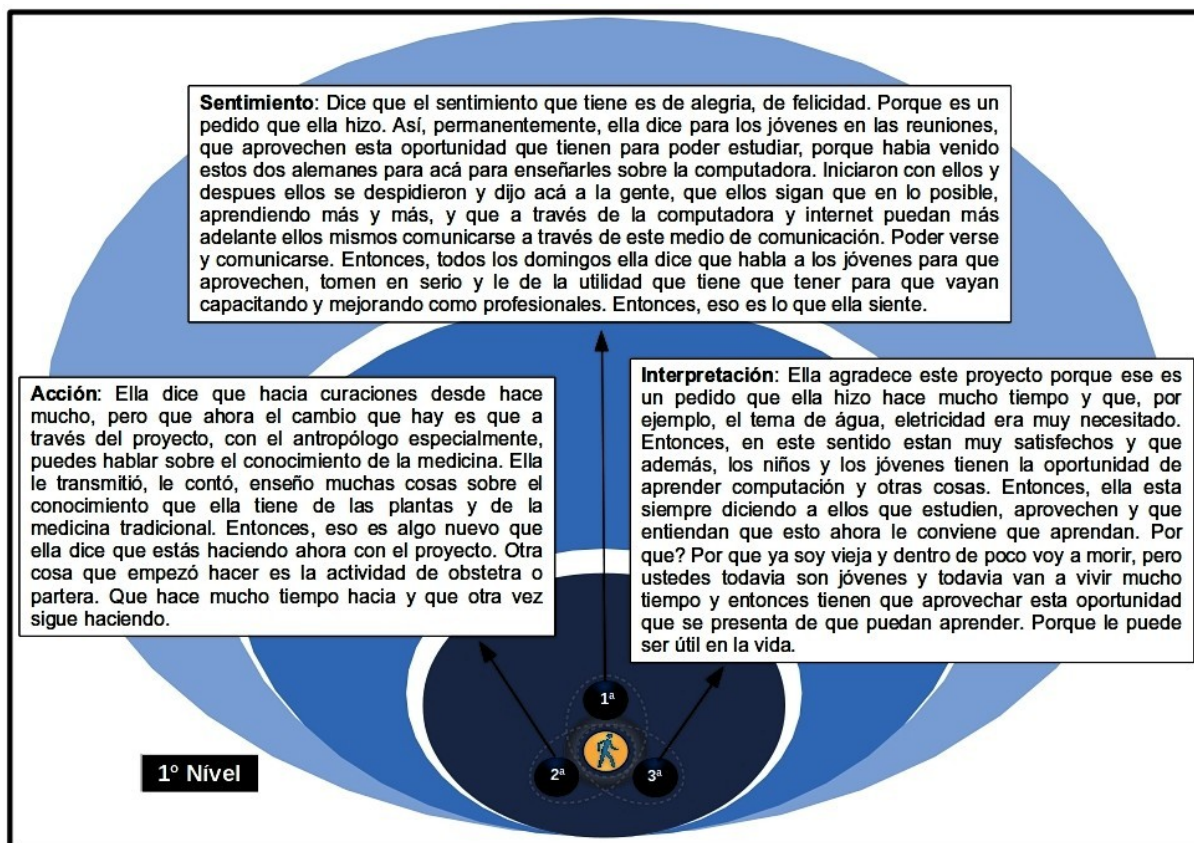 Sentimiento: Dice que el sentimiento que tiene es de alegria, de felicidad. Porque es un
pedido que ella hizo. Así, permanentemente, ella dice para los jóvenes en las reuniones,
que aprovechen esta oportunidad que tienen para poder estudiar, porque habia venido
estos dos alemanes para acá para enseñarles sobre la computadora. Iniciaron con ellos y
despues ellos se despidieron y dijo acá a la gente, que ellos sigan que en lo posible,
aprendiendo más y más, y que a través de la computadora y internet puedan más
adelante ellos mismos comunicarse a través de este medio de comunicación. Poder verse
y comunicarse. Entonces, todos los domingos ella dice que habla a los jóvenes para que
aprovechen, tomen en serio y le de la utilidad que tiene que tener para que vayan
capacitando y mejorando como profesionales. Entonces, eso es lo que ella siente.
Acción: Ella dice que hacia curaciones desde hace
mucho, pero que ahora el cambio que hay es que a
través del proyecto, con el antropólogo especialmente,
puedes hablar sobre el conocimiento de la medicina. Ella
le transmitió, le contó, enseño muchas cosas sobre el
conocimiento que ella tiene de las plantas y de la
medicina tradicional. Entonces, eso es algo nuevo que
ella dice que estás haciendo ahora con el proyecto. Otra
cosa que empezó hacer es la actividad de obstetra o
partera. Que hace mucho tiempo hacia y que otra vez
sigue haciendo.
Interpretación: Ella agradece este proyecto porque ese es
un pedido que ella hizo hace mucho tiempo y que, por
ejemplo, el tema de água, eletricidad era muy necesitado.
Entonces, en este sentido estan muy satisfechos y que
además, los niños y los jóvenes tienen la oportunidad de
aprender computación y otras cosas. Entonces, ella esta
siempre diciendo a ellos que estudien, aprovechen y que
entiendan que esto ahora le conviene que aprendan. Por
que? Por que ya soy vieja y dentro de poco voy a morir, pero
ustedes todavia son jóvenes y todavia van a vivir mucho
tiempo y entonces tienen que aprovechar esta oportunidad
que se presenta de que puedan aprender. Porque le puede
ser útil en la vida.
1ª
2ª
3ª
1º Nível